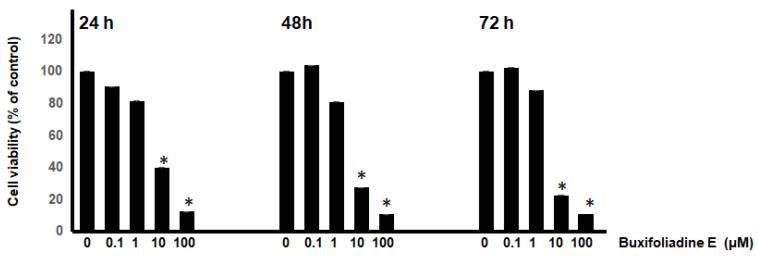 24 h 48h 72 h
Cell viability (% of control)
120
100
80
60
40
20
0
* * * * * *
0 0.1 1 10 100 0 0.1 1 10 100 0 0.1 1 10 100 Buxifoliadine E (µM)